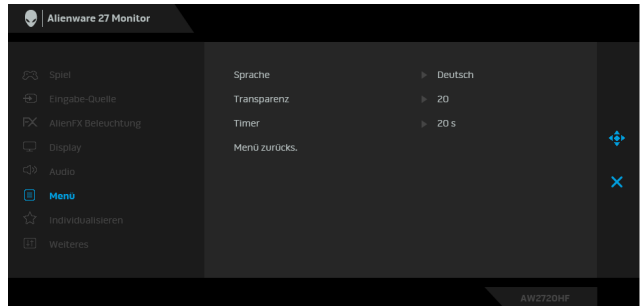 Alienware 27 Monitor
Spiel
Eingabe-Quelle
AlienFX Beleuchtung
Display
Audio
Menü
Individualisieren
Weiteres
Sprache Deutsch
Transparenz 20
Timer 20 s
Menü zurücks.
AW2720HF